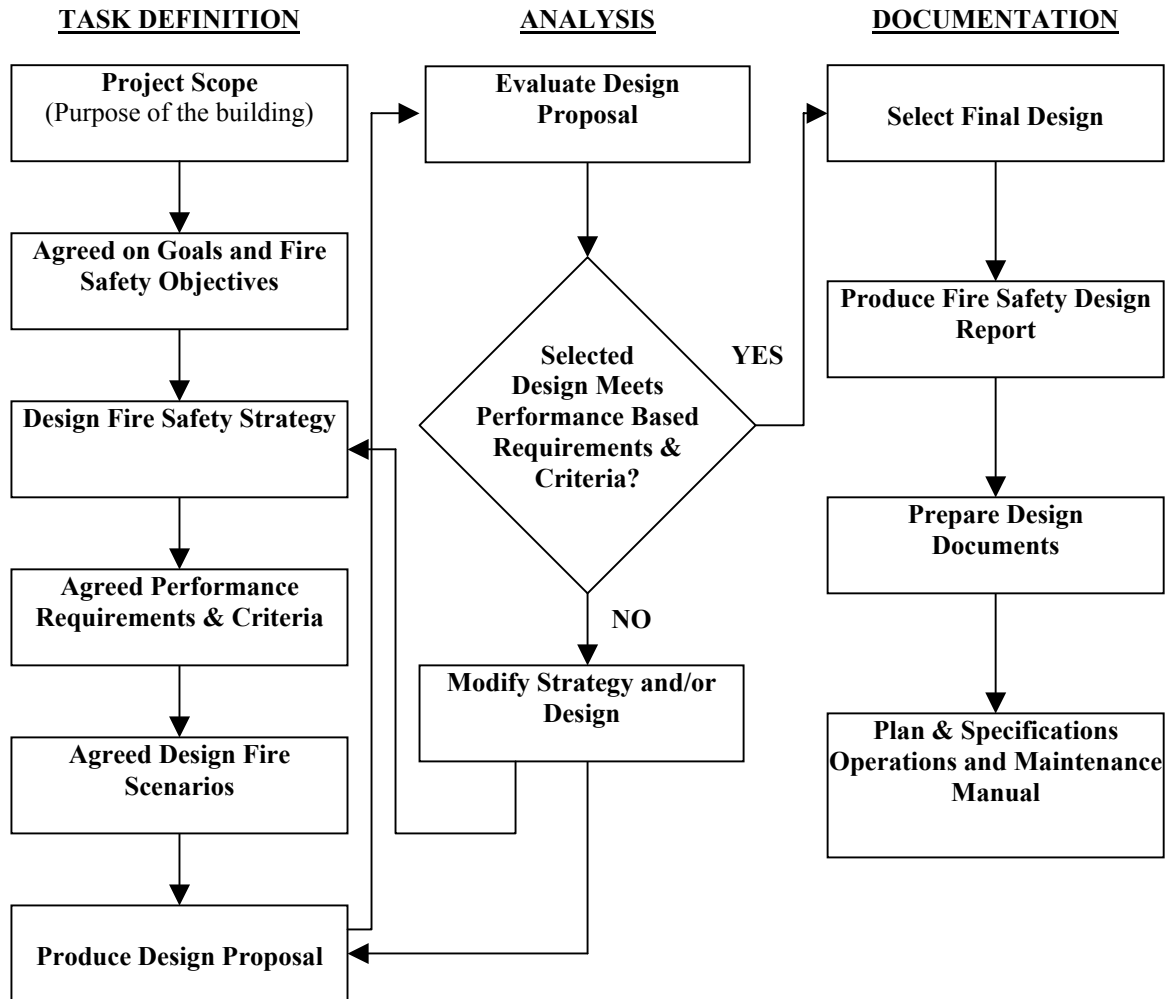 TASK DEFINITION
Project Scope
(Purpose of the building)
Agreed on Goals and Fire
Safety Objectives
Design Fire Safety Strategy
Agreed Performance
Requirements & Criteria
Agreed Design Fire
Scenarios
Produce Design Proposal
ANALYSIS
Evaluate Design
Proposal
Selected
Design Meets
Performance Based
Requirements &
Criteria?
YES
NO
Modify Strategy and/or
Design
DOCUMENTATION
Select Final Design
Produce Fire Safety Design
Report
Prepare Design
Documents
Plan & Specifications
Operations and Maintenance
Manual